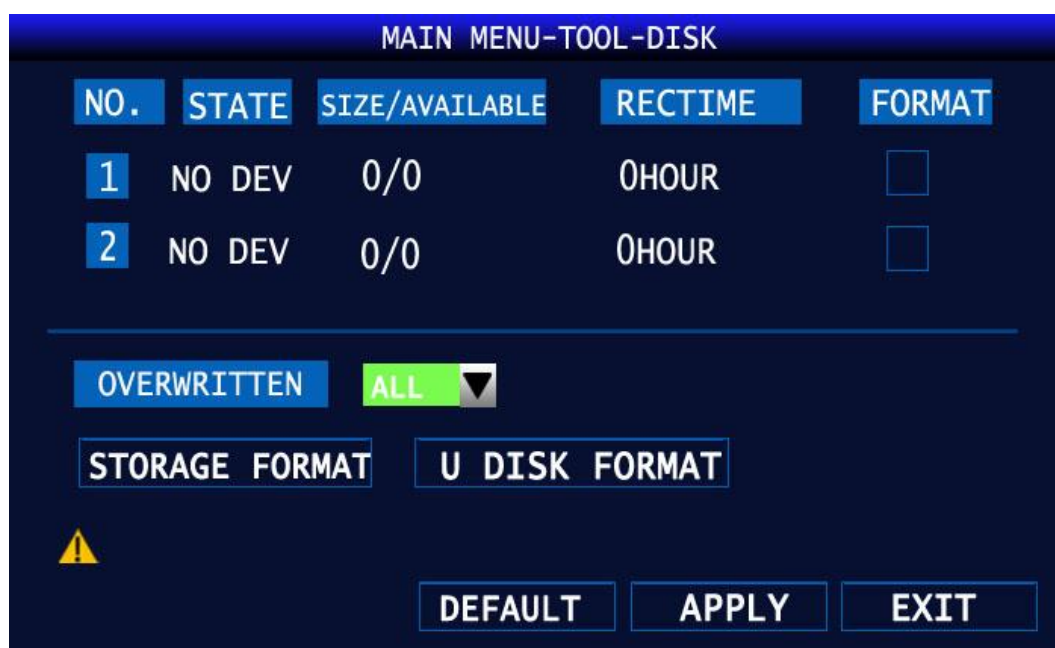 MAIN MENU-TOOL-DISK
NO. STATE SIZE/AVAILABLE RECTIME FORMAT
1 NO DEV 0/0 0HOUR
2 NO DEV 0/0 0HOUR
OVERWRITTEN ALL
STORAGE FORMAT U DISK FORMAT
DEFAULT APPLY EXIT